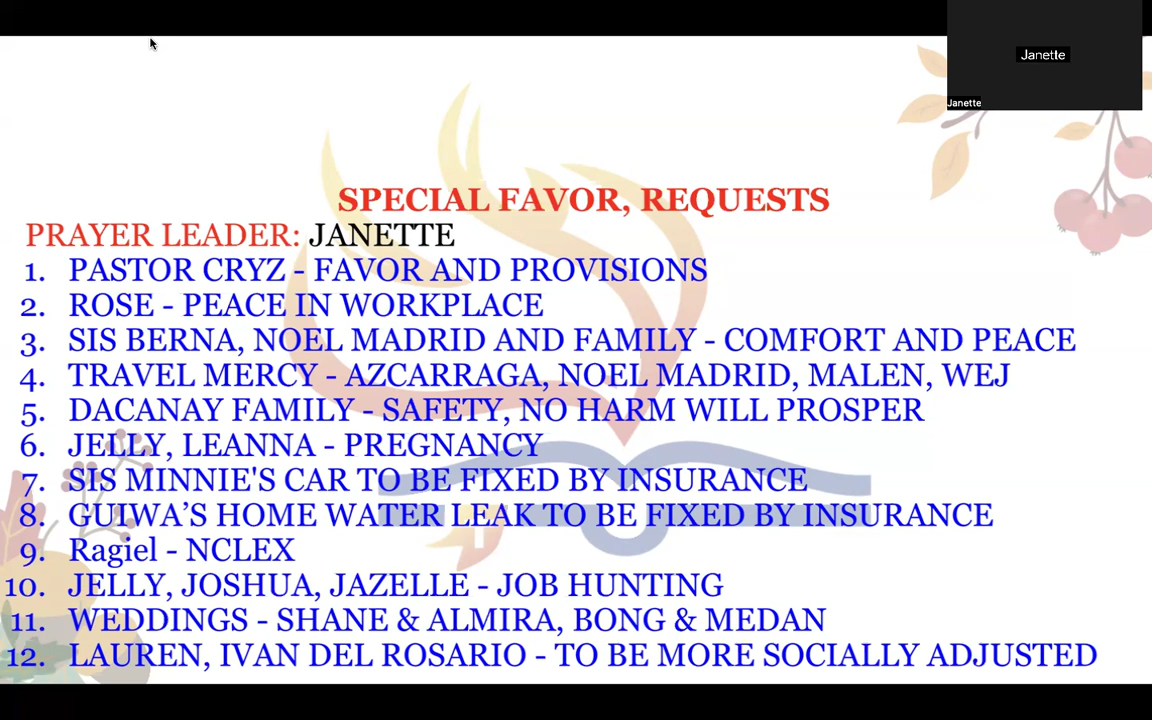 Janette
Janette
SPECIAL FAVOR, REQUESTS
PRAYER LEADER: JANETTE
1. PASTOR CRYZ - FAVOR AND PROVISIONS
2. ROSE - PEACE IN WORKPLACE
3. SIS BERNA, NOEL MADRID AND FAMILY - COMFORT AND PEACE
4. TRAVEL MERCY - AZCARRAGA, NOEL MADRID, MALEN, WEJ
5. DACANAY FAMILY - SAFETY, NO HARM WILL PROSPER
6. JELLY, LEANNA - PREGNANCY
7. SIS MINNIE'S CAR TO BE FIXED BY INSURANCE
8. GUIWA’S HOME WATER LEAK TO BE FIXED BY INSURANCE
9. Ragiel - NCLEX
10. JELLY, JOSHUA, JAZELLE - JOB HUNTING
11. WEDDINGS - SHANE & ALMIRA, BONG & MEDAN
12. LAUREN, IVAN DEL ROSARIO - TO BE MORE SOCIALLY ADJUSTED